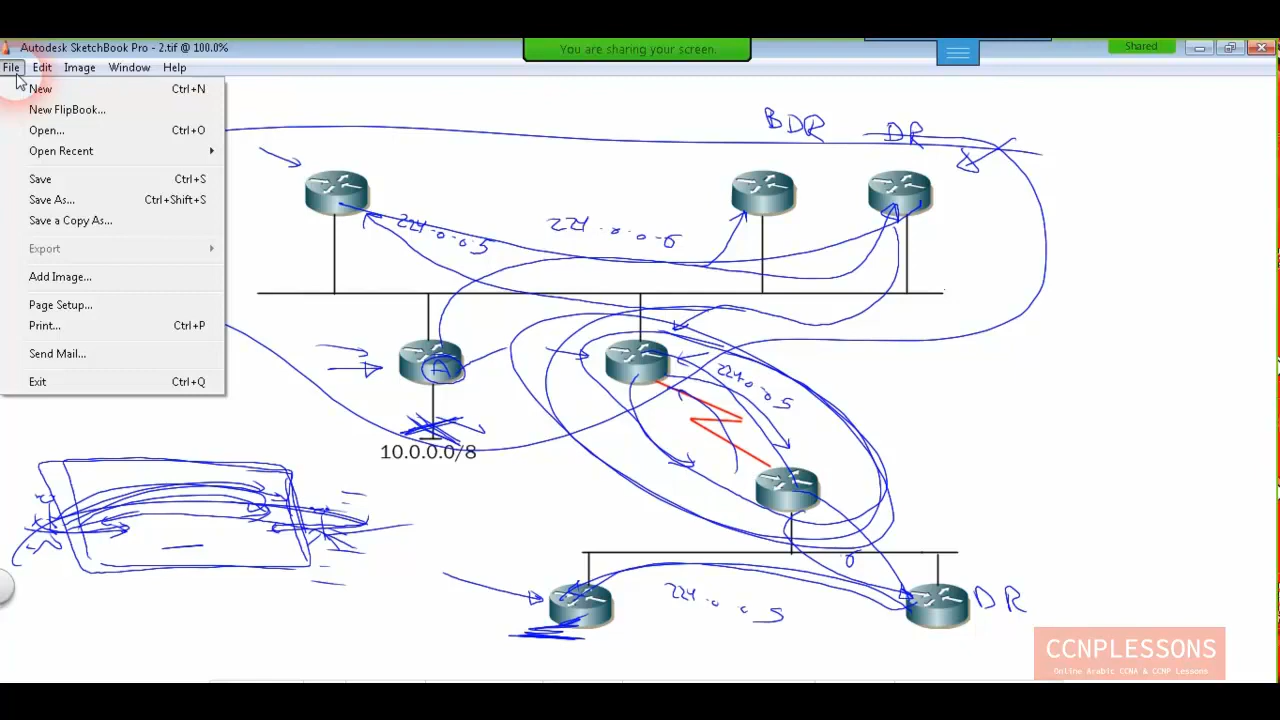 Autodesk SketchBook Pro - 2.tif @ 100.0%
You are sharing your screen.
Shared
File Edit Image Window Help
New Ctrl+N
New FlipBook...
Open... Ctrl+O
Open Recent
Save Ctrl+S
Save As... Ctrl+Shift+S
Save a Copy As...
Export
Add Image...
Page Setup...
Print... Ctrl+P
Send Mail...
Exit Ctrl+Q
BDR DR
224.0.0.5 224.0.0.6
A
224.0.0.5
10.0.0.0/8
6
224.0.0.5
DR
CCNPLESSONS
Online Arabic CCNA & CCNP Lessons